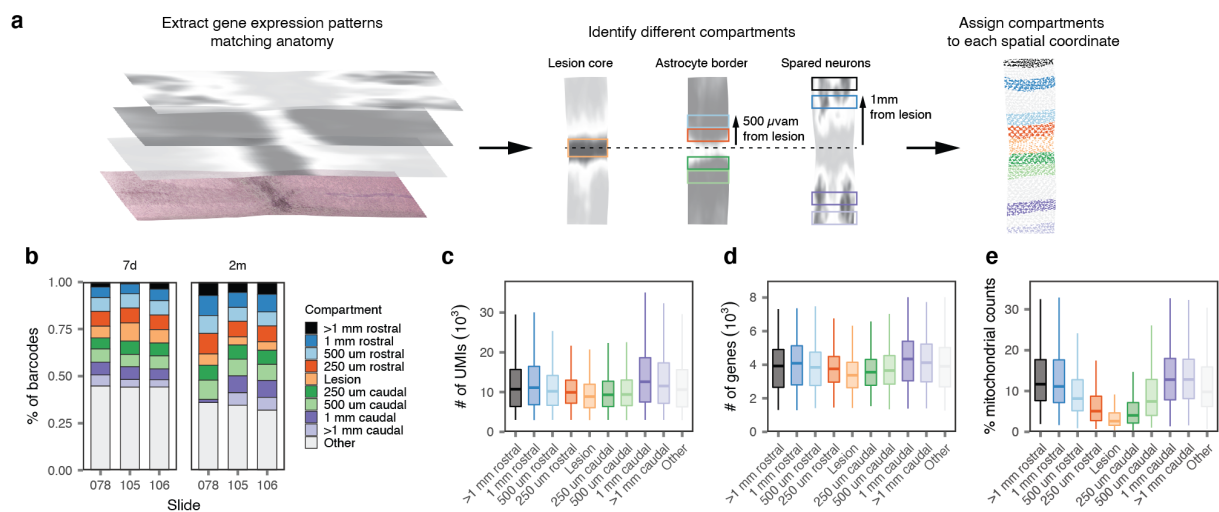 a
Extract gene expression patterns
matching anatomy
Identify different compartments
Assign compartments
to each spatial coordinate
Lesion core
Astrocyte border
Spared neurons
500 µvam
from lesion
1mm
from lesion
b
7d
2m
% of barcodes
1.00
0.75
0.50
0.25
0.00
078
105
106
078
105
106
Slide
Compartment
>1 mm rostral
1 mm rostral
500 um rostral
250 um rostral
Lesion
250 um caudal
500 um caudal
1 mm caudal
>1 mm caudal
Other
c
# of UMIs (10³)
30
20
10
0
>1 mm rostral
1 mm rostral
500 um rostral
250 um rostral
Lesion
250 um caudal
500 um caudal
1 mm caudal
>1 mm caudal
Other
d
# of genes (10³)
8
6
4
2
0
>1 mm rostral
1 mm rostral
500 um rostral
250 um rostral
Lesion
250 um caudal
500 um caudal
1 mm caudal
>1 mm caudal
Other
e
% mitochondrial counts
30
20
10
0
>1 mm rostral
1 mm rostral
500 um rostral
250 um rostral
Lesion
250 um caudal
500 um caudal
1 mm caudal
>1 mm caudal
Other